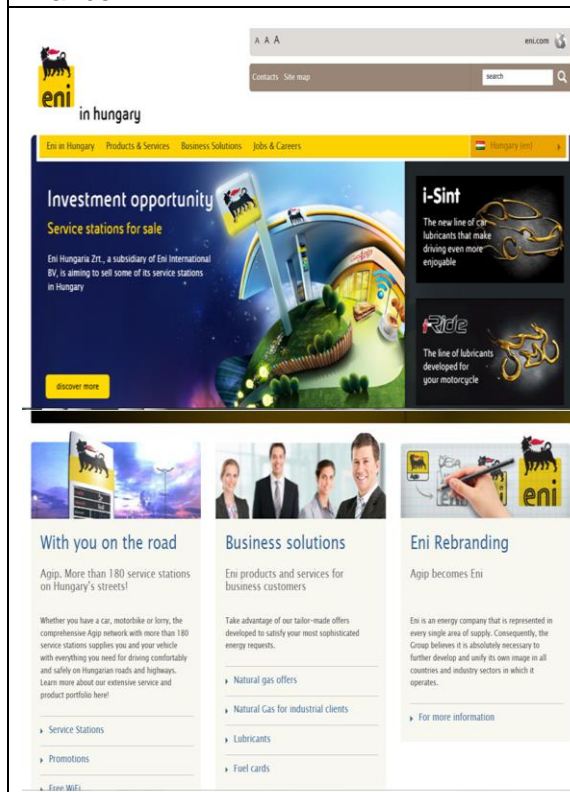 A A A
eni.com
Contacts Site map
search
eni
in hungary
Eni in Hungary Products & Services Business Solutions Jobs & Careers
Hungary (en)
Investment opportunity
Service stations for sale
Eni Hungaria Zrt., a subsidiary of Eni International
BV, is aiming to sell some of its service stations
in Hungary
discover more
i-Sint
The new line of car
lubricants that make
driving even more
enjoyable
i-Ride
The line of lubricants
developed for
your motorcycle
With you on the road
Agip. More than 180 service stations
on Hungary's streets!
Whether you have a car, motorbike or lorry, the
comprehensive Agip network with more than 180
service stations supplies you and your vehicle
with everything you need for driving comfortably
and safely on Hungarian roads and highways.
Learn more about our extensive service and
product portfolio here!
Service Stations
Promotions
Free WiFi
Business solutions
Eni products and services for
business customers
Take advantage of our tailor-made offers
developed to satisfy your most sophisticated
energy requests.
Natural gas offers
Natural Gas for industrial clients
Lubricants
Fuel cards
Agip
eni
Eni Rebranding
Agip becomes Eni
Eni is an energy company that is represented in
every single area of supply. Consequently, the
Group believes it is absolutely necessary to
further develop and unify its own image in all
countries and industry sectors in which it
operates.
For more information